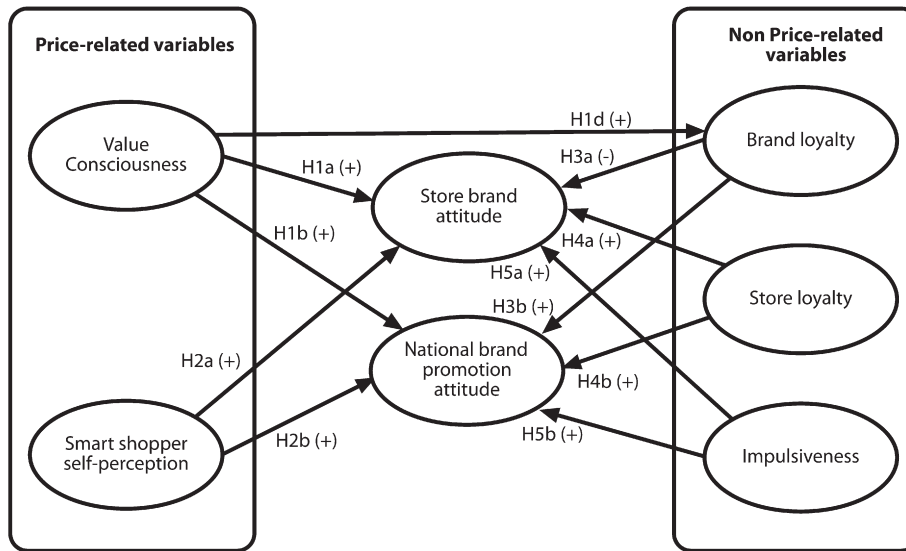 Price-related variables
Non Price-related
variables
Value
Consciousness
H1d (+)
Brand loyalty
H1a (+)
H3a (-)
Store brand
attitude
H1b (+)
H4a (+)
H5a (+)
Store loyalty
H3b (+)
H2a (+)
National brand
promotion
attitude
H4b (+)
H2b (+)
H5b (+)
Smart shopper
self-perception
Impulsiveness